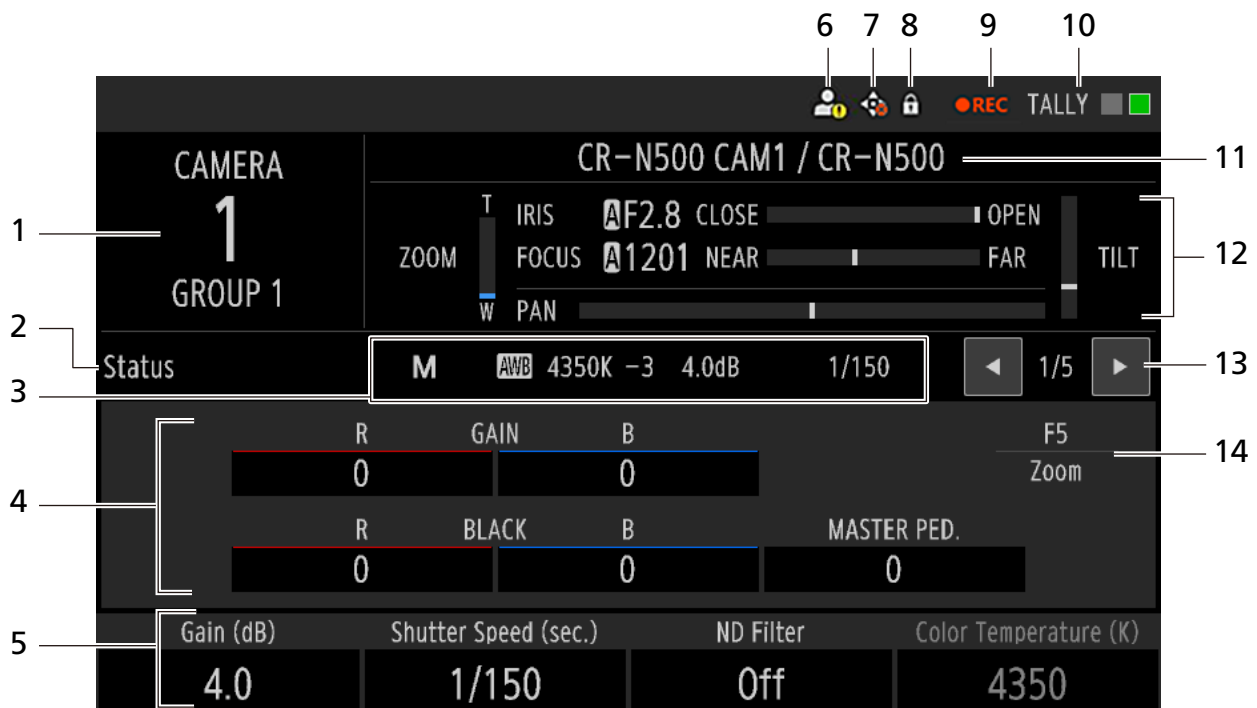 6 7 8 9 10
REC TALLY
CAMERA
1
GROUP 1
CR-N500 CAM1 / CR-N500
11
1
T
ZOOM
W
IRIS A F2.8 CLOSE OPEN
FOCUS A 1201 NEAR FAR
PAN
TILT
12
2
Status
3
M AWB 4350K -3 4.0dB 1/150
◀ 1/5 ▶
13
4
R GAIN B
0 0
F5
Zoom
14
R BLACK B MASTER PED.
0 0 0
5
Gain (dB) Shutter Speed (sec.) ND Filter Color Temperature (K)
4.0 1/150 Off 4350